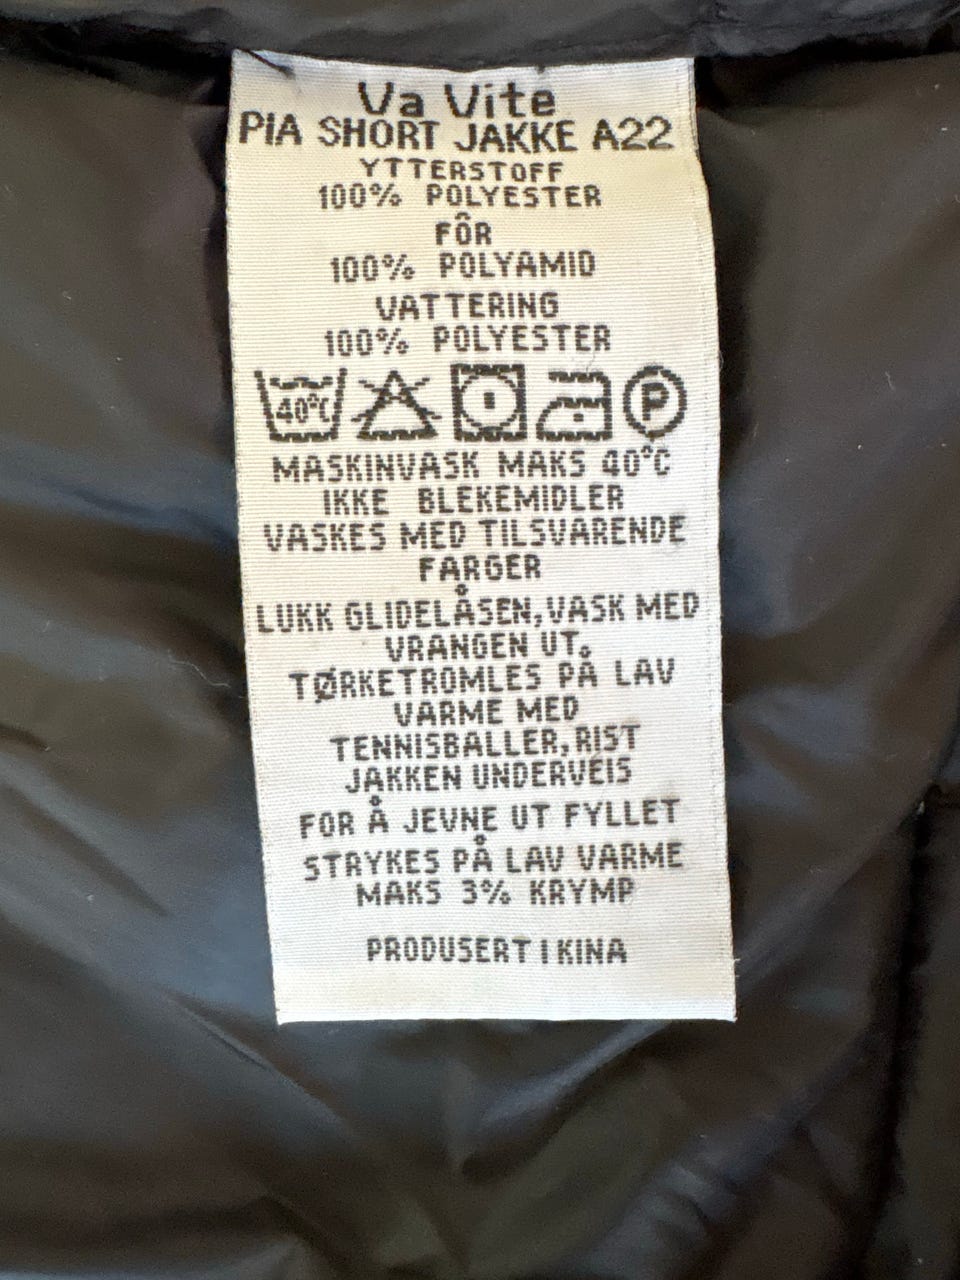 Va Vite
PIA SHORT JAKKE A22
YTTERSTOFF
100% POLYESTER
FÔR
100% POLYAMID
VATTERING
100% POLYESTER
40°C P
MASKINVASK MAKS 40°C
IKKE BLEKEMIDLER
VASKES MED TILSVARENDE
FARGER
LUKK GLIDELÅSEN, VASK MED
VRANGEN UT.
TØRKETROMLES PÅ LAV
VARME MED
TENNISBALLER, RIST
JAKKEN UNDERVEIS
FOR Å JEVNE UT FYLLET
STRYKES PÅ LAV VARME
MAKS 3% KRYMP
PRODUSERT I KINA